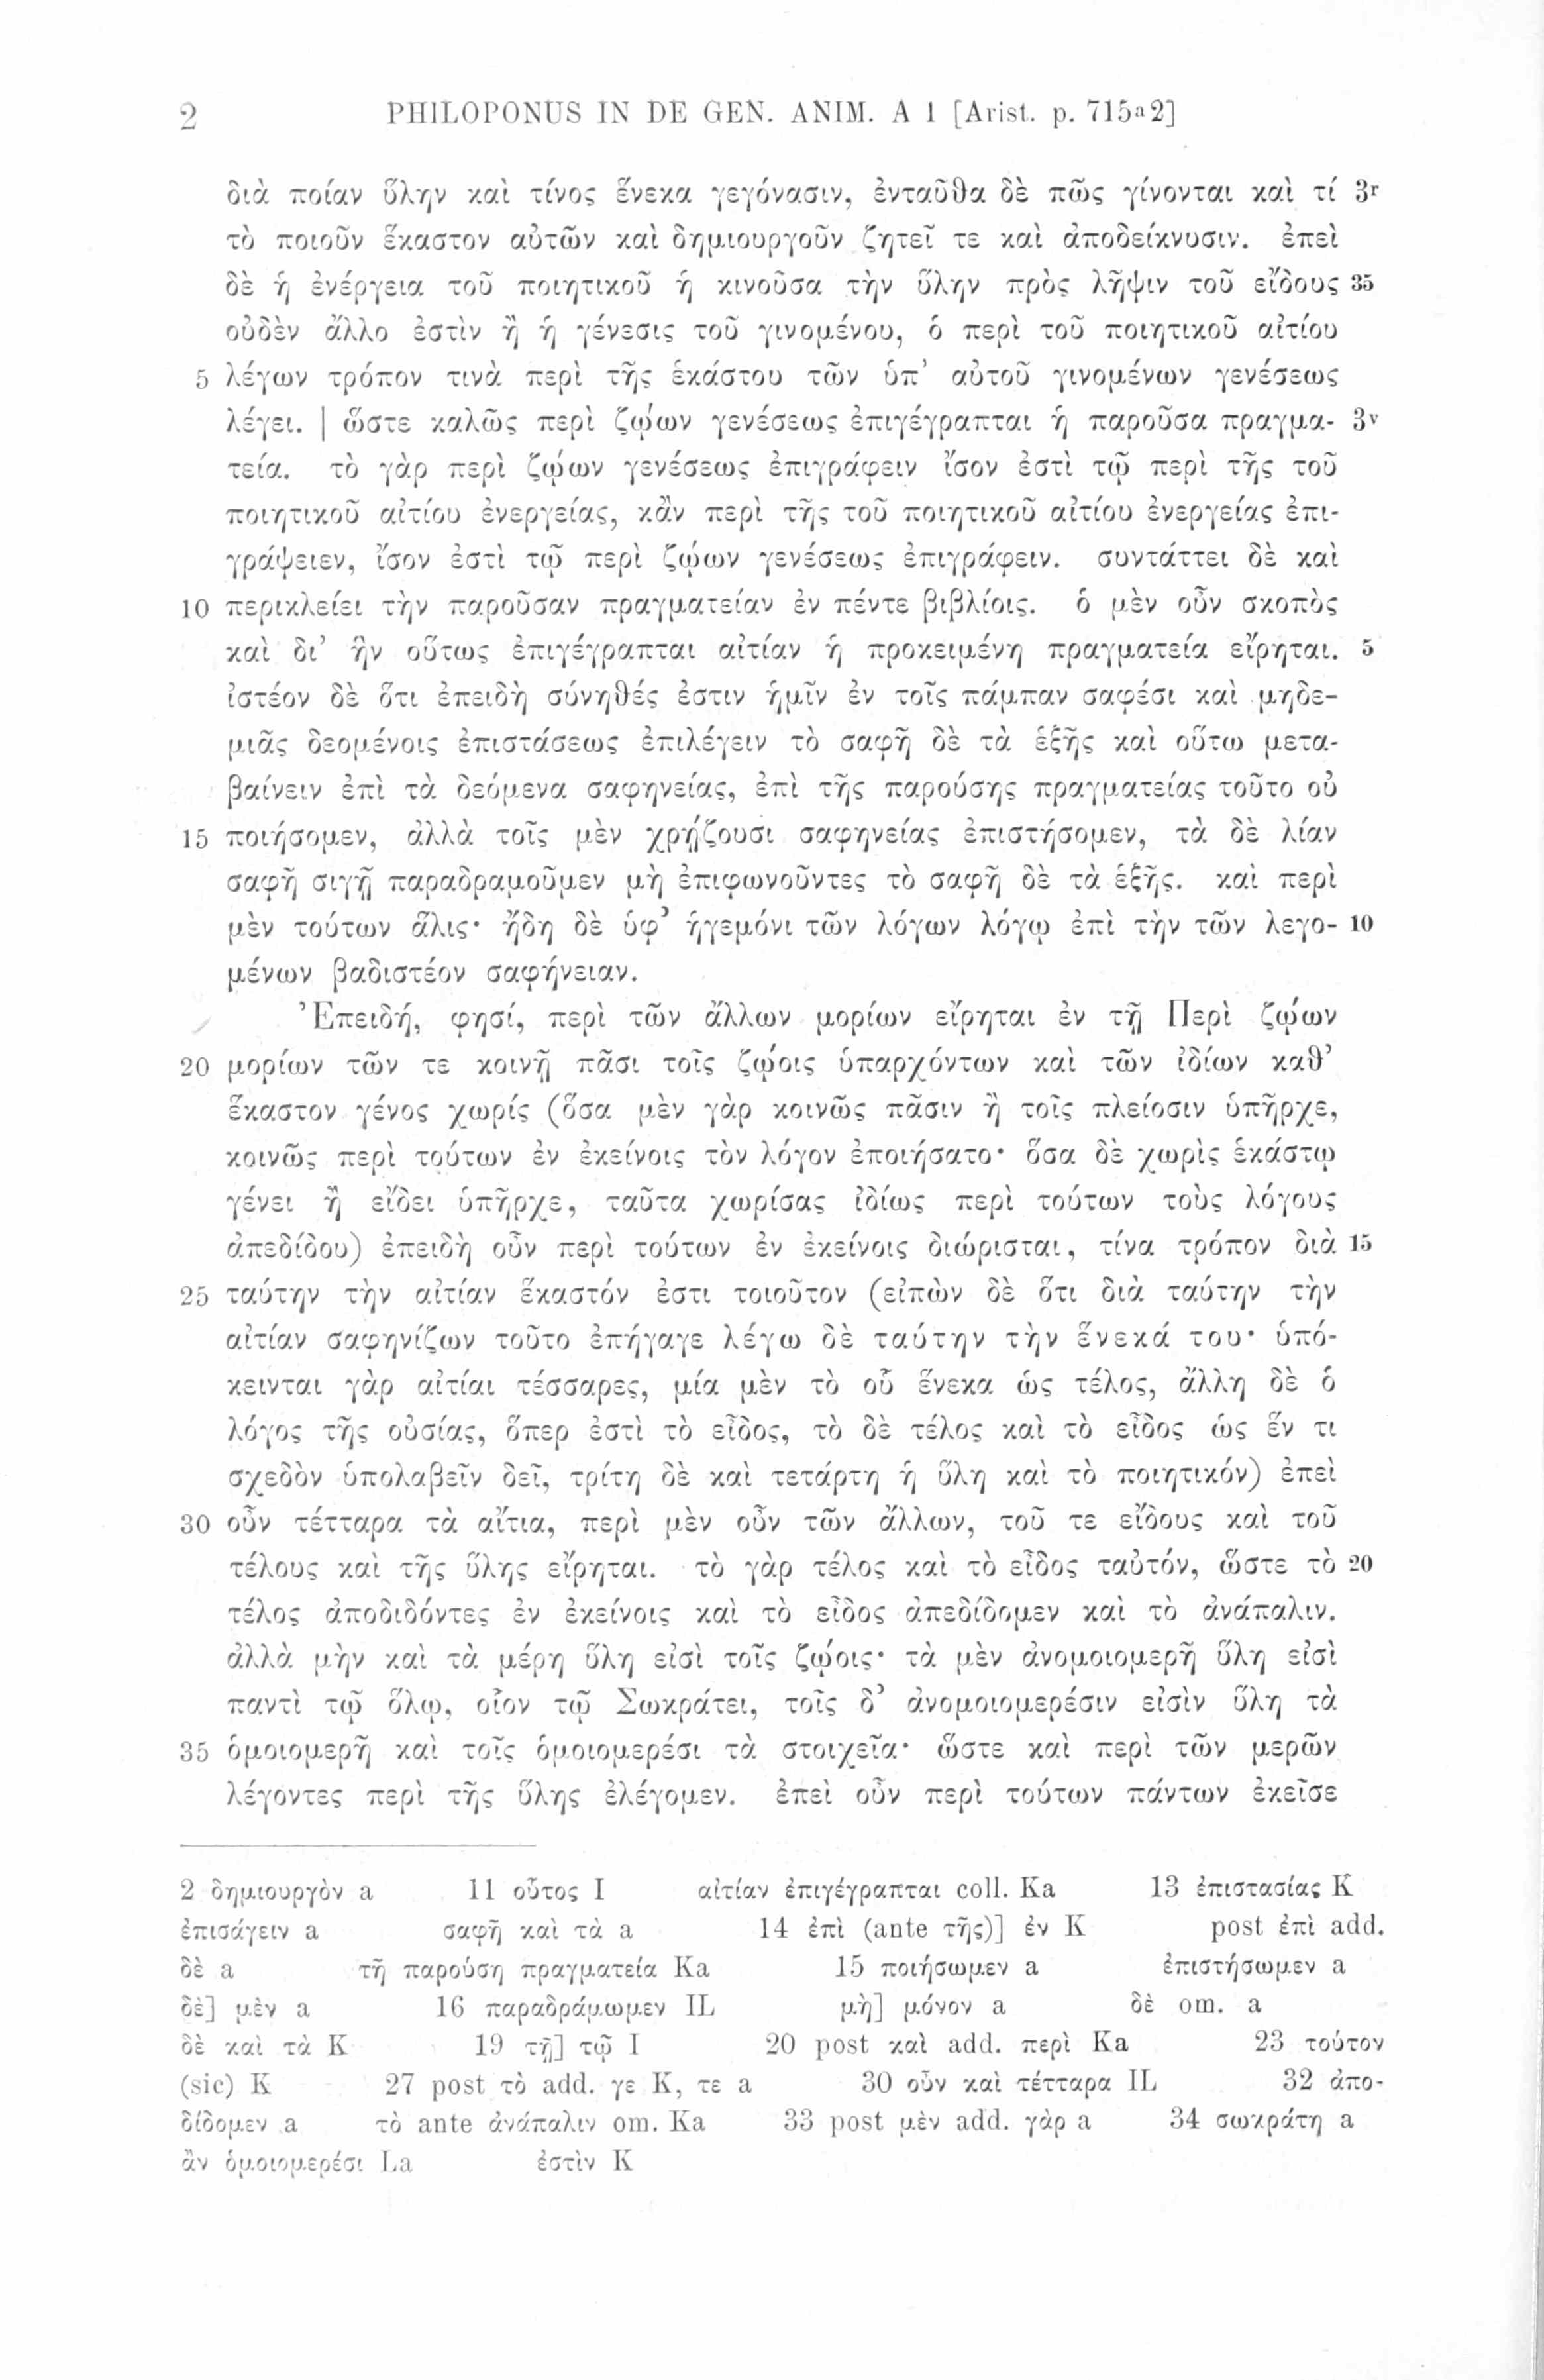 2 PHILOPONUS IN DE GEN. ANIM. A 1 [Arist. p. 715a2]
διὰ ποίαν ὕλην καὶ τίνος ἕνεκα γεγόνασιν, ἐνταῦθα δὲ πῶς γίνονται καὶ τί 3r
τὸ ποιοῦν ἕκαστον αὐτῶν καὶ δημιουργοῦν ζητεῖ τε καὶ ἀποδείκνυσιν. ἐπεὶ
δὲ ἡ ἐνέργεια τοῦ ποιητικοῦ ἡ κινοῦσα τὴν ὕλην πρὸς λῆψιν τοῦ εἴδους 35
οὐδὲν ἄλλο ἐστὶν ἢ ἡ γένεσις τοῦ γινομένου, ὁ περὶ τοῦ ποιητικοῦ αἰτίου
5 λέγων τρόπον τινὰ περὶ τῆς ἑκάστου τῶν ὑπ’ αὐτοῦ γινομένων γενέσεως
λέγει. | ὥστε καλῶς περὶ ζῴων γενέσεως ἐπιγέγραπται ἡ παροῦσα πραγμα- 3v
τεία. τὸ γὰρ περὶ ζῴων γενέσεως ἐπιγράφειν ἴσον ἐστὶ τῷ περὶ τῆς τοῦ
ποιητικοῦ αἰτίου ἐνεργείας, κἂν περὶ τῆς τοῦ ποιητικοῦ αἰτίου ἐνεργείας ἐπι-
γράψειεν, ἴσον ἐστὶ τῷ περὶ ζῴων γενέσεως ἐπιγράφειν. συντάττει δὲ καὶ
10 περικλείει τὴν παροῦσαν πραγματείαν ἐν πέντε βιβλίοις. ὁ μὲν οὖν σκοπὸς
καὶ δι’ ἣν οὕτως ἐπιγέγραπται αἰτίαν ἡ προκειμένη πραγματεία εἴρηται. 5
ἰστέον δὲ ὅτι ἐπειδὴ σύνηθές ἐστιν ἡμῖν ἐν τοῖς πάμπαν σαφέσι καὶ μηδε-
μιᾶς δεομένοις ἐπιστάσεως ἐπιλέγειν τὸ σαφῆ δὲ τὰ ἑξῆς καὶ οὕτω μετα-
βαίνειν ἐπὶ τὰ δεόμενα σαφηνείας, ἐπὶ τῆς παρούσης πραγματείας τοῦτο οὐ
15 ποιήσομεν, ἀλλὰ τοῖς μὲν χρῄζουσι σαφηνείας ἐπιστήσομεν, τὰ δὲ λίαν
σαφῆ σιγῇ παραδραμοῦμεν μὴ ἐπιφωνοῦντες τὸ σαφῆ δὲ τὰ ἑξῆς. καὶ περὶ
μὲν τούτων ἅλις· ἤδη δὲ ὑφ’ ἡγεμόνι τῶν λόγων λόγῳ ἐπὶ τὴν τῶν λεγο- 10
μένων βαδιστέον σαφήνειαν.
Ἐπειδή, φησί, περὶ τῶν ἄλλων μορίων εἴρηται ἐν τῇ Περὶ ζῴων
20 μορίων τῶν τε κοινῇ πᾶσι τοῖς ζῴοις ὑπαρχόντων καὶ τῶν ἰδίων καθ’
ἕκαστον γένος χωρίς (ὅσα μὲν γὰρ κοινῶς πᾶσιν ἢ τοῖς πλείοσιν ὑπῆρχε,
κοινῶς περὶ τούτων ἐν ἐκείνοις τὸν λόγον ἐποιήσατο· ὅσα δὲ χωρὶς ἑκάστῳ
γένει ἢ εἴδει ὑπῆρχε, ταῦτα χωρίσας ἰδίως περὶ τούτων τοὺς λόγους
ἀπεδίδου) ἐπειδὴ οὖν περὶ τούτων ἐν ἐκείνοις διώρισται, τίνα τρόπον διὰ 15
25 ταύτην τὴν αἰτίαν ἕκαστόν ἐστι τοιοῦτον (εἰπὼν δὲ ὅτι διὰ ταύτην τὴν
αἰτίαν σαφηνίζων τοῦτο ἐπήγαγε λέγω δὲ ταύτην τὴν ἕνεκά του· ὑπό-
κεινται γὰρ αἰτίαι τέσσαρες, μία μὲν τὸ οὗ ἕνεκα ὡς τέλος, ἄλλη δὲ ὁ
λόγος τῆς οὐσίας, ὅπερ ἐστὶ τὸ εἶδος, τὸ δὲ τέλος καὶ τὸ εἶδος ὡς ἕν τι
σχεδὸν ὑπολαβεῖν δεῖ, τρίτη δὲ καὶ τετάρτη ἡ ὕλη καὶ τὸ ποιητικόν) ἐπεὶ
30 οὖν τέτταρα τὰ αἴτια, περὶ μὲν οὖν τῶν ἄλλων, τοῦ τε εἴδους καὶ τοῦ
τέλους καὶ τῆς ὕλης εἴρηται. τὸ γὰρ τέλος καὶ τὸ εἶδος ταὐτόν, ὥστε τὸ 20
τέλος ἀποδιδόντες ἐν ἐκείνοις καὶ τὸ εἶδος ἀπεδίδομεν καὶ τὸ ἀνάπαλιν.
ἀλλὰ μὴν καὶ τὰ μέρη ὕλη εἰσὶ τοῖς ζῴοις· τὰ μὲν ἀνομοιομερῆ ὕλη εἰσὶ
παντὶ τῷ ὅλῳ, οἷον τῷ Σωκράτει, τοῖς δ’ ἀνομοιομερέσιν εἰσὶν ὕλη τὰ
35 ὁμοιομερῆ καὶ τοῖς ὁμοιομερέσι τὰ στοιχεῖα· ὥστε καὶ περὶ τῶν μερῶν
λέγοντες περὶ τῆς ὕλης ἐλέγομεν. ἐπεὶ οὖν περὶ τούτων πάντων ἐκεῖσε
2 δημιουργὸν a 11 οὗτος I αἰτίαν ἐπιγέγραπται coll. Ka 13 ἐπιστασίας K
ἐπισάγειν a σαφῆ καὶ τὰ a 14 ἐπὶ (ante τῆς)] ἐν K post ἐπὶ add.
δὲ a τῇ παρούσῃ πραγματεία Ka 15 ποιήσωμεν a ἐπιστήσωμεν a
δὲ] μὲν a 16 παραδράμωμεν IL μὴ] μόνον a δὲ om. a
δὲ καὶ τὰ K 19 τῇ] τῷ I 20 post καὶ add. περὶ Ka 23 τούτον
(sic) K 27 post τὸ add. γε K, τε a 30 οὖν καὶ τέτταρα IL 32 ἀπο-
δίδομεν a τὸ ante ἀνάπαλιν om. Ka 33 post μὲν add. γὰρ a 34 σωκράτη a
ἂν ὁμοιομερέσι La ἐστὶν K